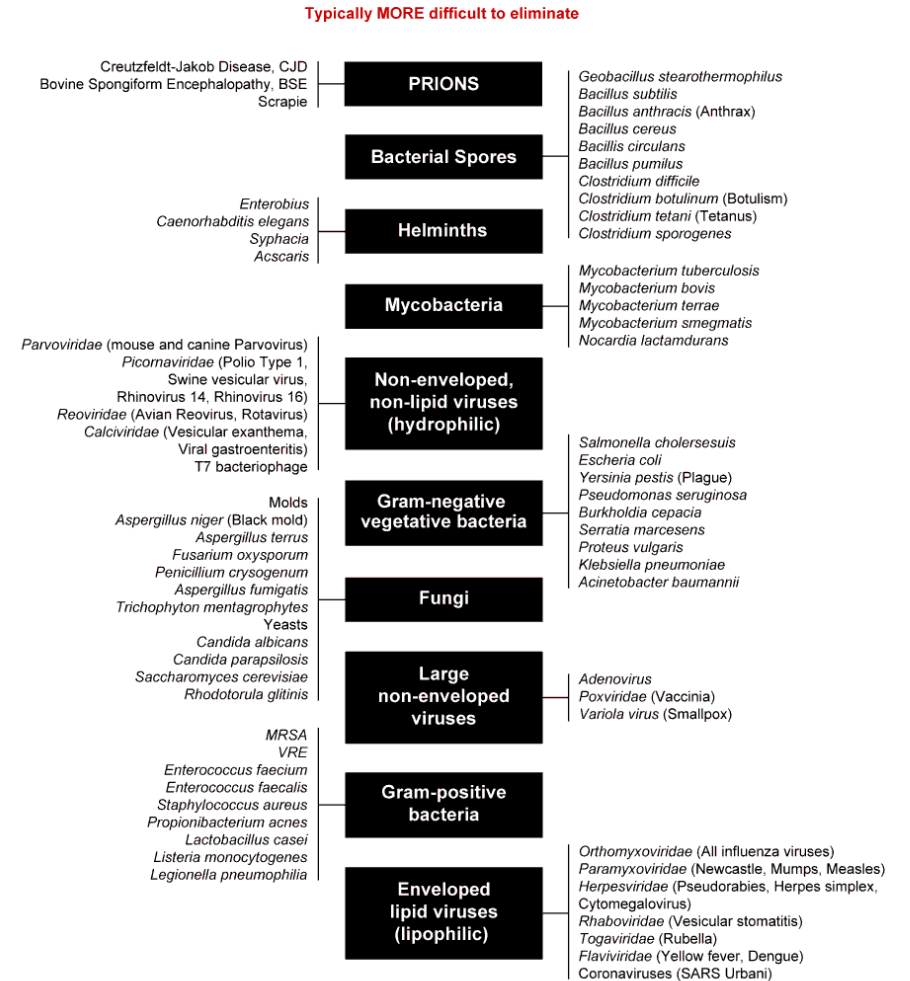 Typically MORE difficult to eliminate
Creutzfeldt-Jakob Disease, CJD
Bovine Spongiform Encephalopathy, BSE
Scrapie
PRIONS
Bacterial Spores
Geobacillus stearothermophilus
Bacillus subtilis
Bacillus anthracis (Anthrax)
Bacillus cereus
Bacillis circulans
Bacillus pumilus
Clostridium difficile
Clostridium botulinum (Botulism)
Clostridium tetani (Tetanus)
Clostridium sporogenes
Enterobius
Caenorhabditis elegans
Syphacia
Acscaris
Helminths
Mycobacteria
Mycobacterium tuberculosis
Mycobacterium bovis
Mycobacterium terrae
Mycobacterium smegmatis
Nocardia lactamdurans
Parvoviridae (mouse and canine Parvovirus)
Picornaviridae (Polio Type 1,
Swine vesicular virus,
Rhinovirus 14, Rhinovirus 16)
Reoviridae (Avian Reovirus, Rotavirus)
Calciviridae (Vesicular exanthema,
Viral gastroenteritis)
T7 bacteriophage
Non-enveloped,
non-lipid viruses
(hydrophilic)
Gram-negative
vegetative bacteria
Salmonella cholersesuis
Escheria coli
Yersinia pestis (Plague)
Pseudomonas seruginosa
Burkholdia cepacia
Serratia marcesens
Proteus vulgaris
Klebsiella pneumoniae
Acinetobacter baumannii
Molds
Aspergillus niger (Black mold)
Aspergillus terrus
Fusarium oxysporum
Penicillium crysogenum
Aspergillus fumigatis
Trichophyton mentagrophytes
Yeasts
Candida albicans
Candida parapsilosis
Saccharomyces cerevisiae
Rhodotorula glitinis
Fungi
Large
non-enveloped
viruses
Adenovirus
Poxviridae (Vaccinia)
Variola virus (Smallpox)
MRSA
VRE
Enterococcus faecium
Enterococcus faecalis
Staphylococcus aureus
Propionibacterium acnes
Lactobacillus casei
Listeria monocytogenes
Legionella pneumophilia
Gram-positive
bacteria
Enveloped
lipid viruses
(lipophilic)
Orthomyxoviridae (All influenza viruses)
Paramyxoviridae (Newcastle, Mumps, Measles)
Herpesviridae (Pseudorabies, Herpes simplex,
Cytomegalovirus)
Rhaboviridae (Vesicular stomatitis)
Togaviridae (Rubella)
Flaviviridae (Yellow fever, Dengue)
Coronaviruses (SARS Urbani)